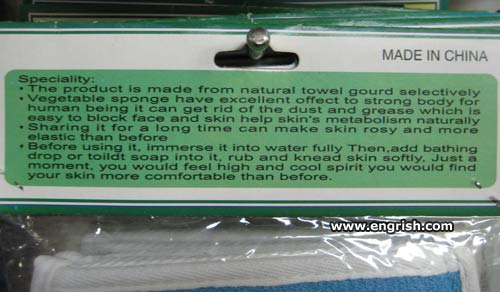 MADE IN CHINA
Speciality:
• The product is made from natural towel gourd selectively
• Vegetable sponge have excellent offect to strong body for
human being it can get rid of the dust and grease which is
easy to block face and skin help skin's metabolism naturally
• Sharing it for a long time can make skin rosy and more
elastic than before
• Before using it, immerse it into water fully Then,add bathing
drop or toildt soap into it, rub and knead skin softly, Just a
moment, you would feel high and cool spirit you would find
your skin more comfortable than before.
www.engrish.com